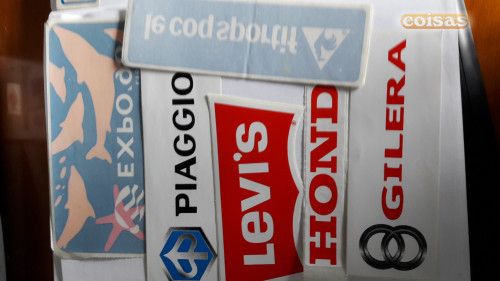 coisas
le coq sportif
EXPO.
PIAGGIO
Levi's
HOND
GILERA